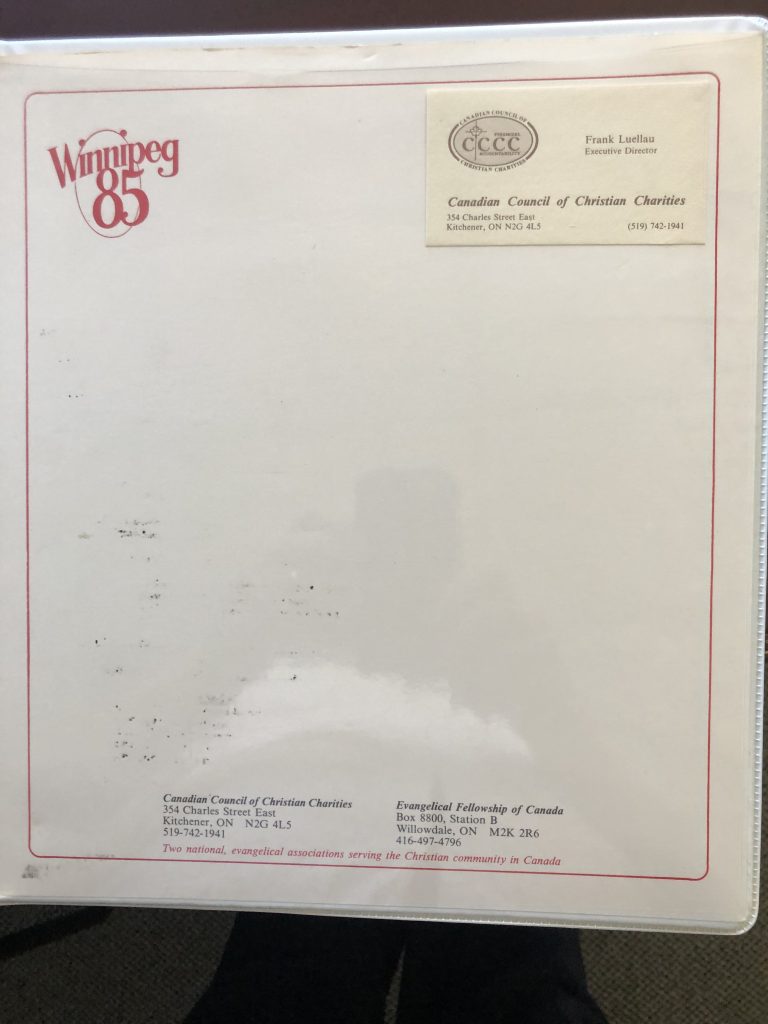 Winnipeg
85
CANADIAN COUNCIL OF
FINANCIAL
CCCC
ACCOUNTABILITY
CHRISTIAN CHARITIES
Frank Luellau
Executive Director
Canadian Council of Christian Charities
354 Charles Street East
Kitchener, ON N2G 4L5 (519) 742-1941
Canadian Council of Christian Charities
354 Charles Street East
Kitchener, ON N2G 4L5
519-742-1941
Evangelical Fellowship of Canada
Box 8800, Station B
Willowdale, ON M2K 2R6
416-497-4796
Two national, evangelical associations serving the Christian community in Canada